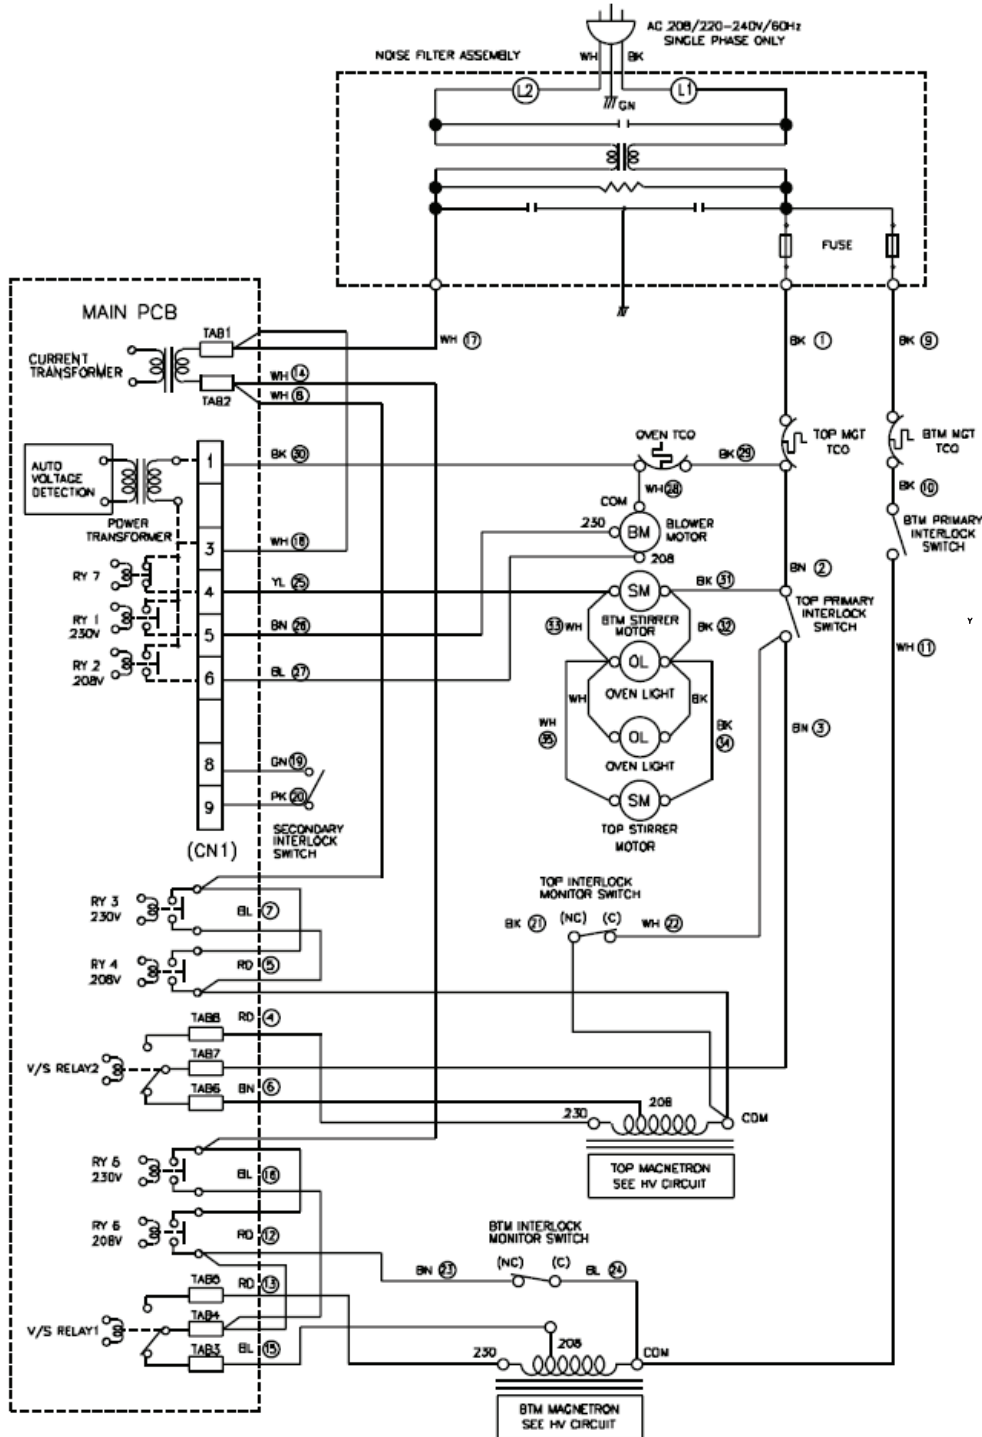 AC 208/220-240V/60Hz
SINGLE PHASE ONLY
NOISE FILTER ASSEMBLY
WH
BK
L2
L1
GN
FUSE
MAIN PCB
TAB1
CURRENT
TRANSFORMER
TAB2
WH 17
WH 14
WH 8
BK 1
BK 9
AUTO
VOLTAGE
DETECTION
POWER
TRANSFORMER
1
BK 30
OVEN TCO
BK 29
TOP MGT
TCO
BTM MGT
TCO
WH 28
BK 10
COM
.230
BM
BLOWER
MOTOR
208
BTM PRIMARY
INTERLOCK
SWITCH
3
WH 18
RY 7
4
YL 25
SM
BK 31
BN 2
RY 1
.230V
5
BN 26
33 WH
BTM STIRRER
MOTOR
BK 32
TOP PRIMARY
INTERLOCK
SWITCH
Y
RY 2
.208V
6
BL 27
OL
OVEN LIGHT
WH 11
WH
BK
WH
35
OL
OVEN LIGHT
BK
34
BN 3
8
GN 19
9
PK 20
SM
TOP STIRRER
MOTOR
SECONDARY
INTERLOCK
SWITCH
(CN1)
TOP INTERLOCK
MONITOR SWITCH
RY 3
230V
BL 7
BK 21
(NC)
(C)
WH 22
RY 4
.208V
RD 5
TAB8
RD 4
V/S RELAY2
TAB7
TAB6
BN 6
.230
.208
COM
TOP MAGNETRON
SEE HV CIRCUIT
RY 5
230V
BL 16
RY 6
208V
RD 12
BTM INTERLOCK
MONITOR SWITCH
BN 23
(NC)
(C)
BL 24
TAB5
RD 13
V/S RELAY1
TAB4
TAB3
BL 15
.230
.208
COM
BTM MAGNETRON
SEE HV CIRCUIT